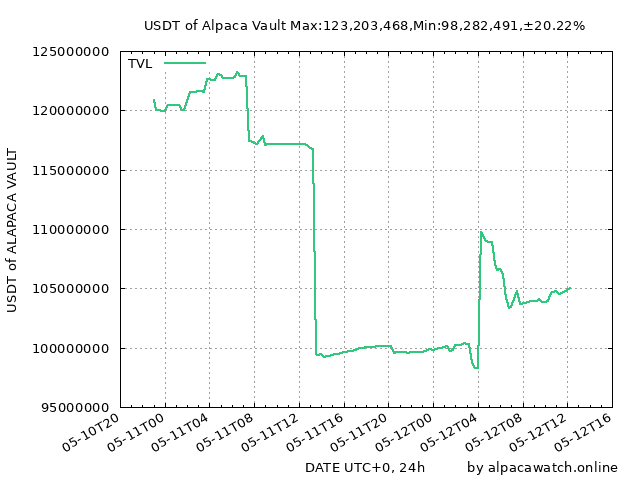 USDT of Alpaca Vault Max:123,203,468,Min:98,282,491,±20.22%
125000000
TVL
120000000
115000000
110000000
105000000
100000000
95000000
USDT of ALAPACA VAULT
05-10T20
05-11T00
05-11T04
05-11T08
05-11T12
05-11T16
05-11T20
05-12T00
05-12T04
05-12T08
05-12T12
05-12T16
DATE UTC+0, 24h
by alpacawatch.online